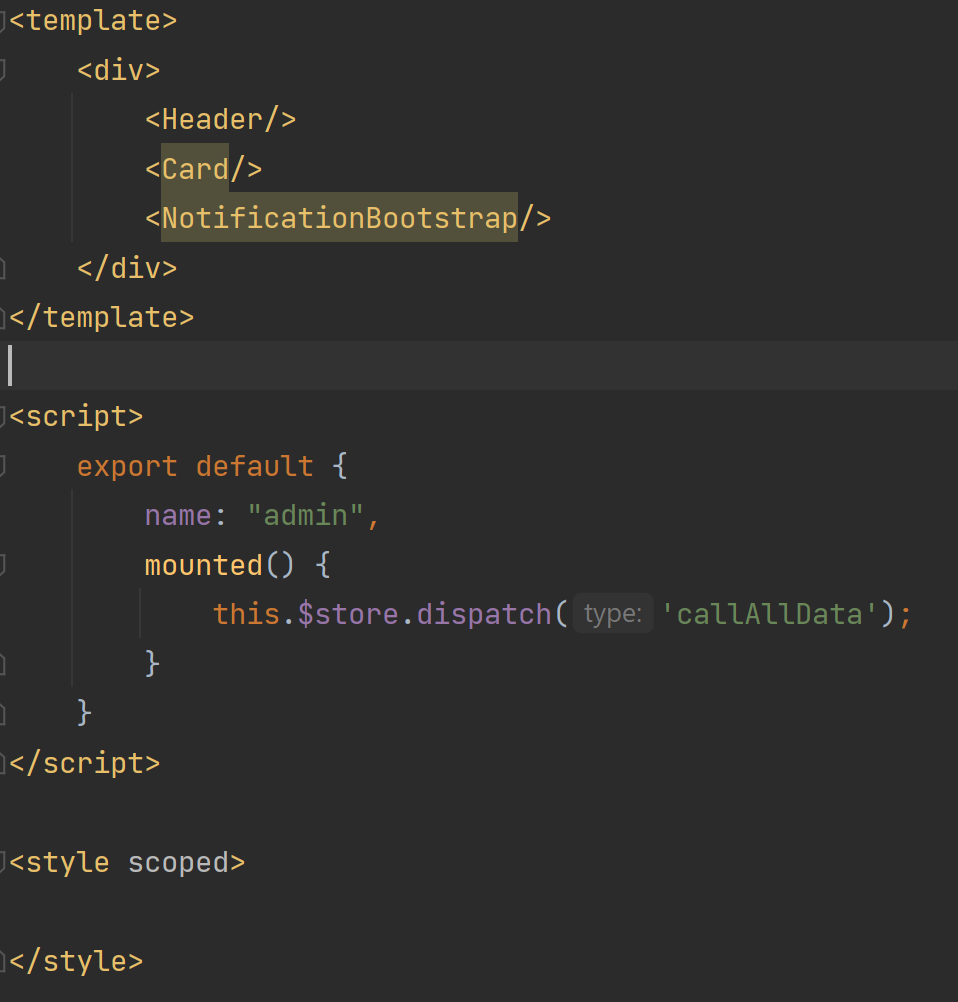 <template>
    <div>
        <Header/>
        <Card/>
        <NotificationBootstrap/>
    </div>
</template>
<script>
    export default {
        name: "admin",
        mounted() {
            this.$store.dispatch( type: 'callAllData');
        }
    }
</script>
<style scoped>
</style>